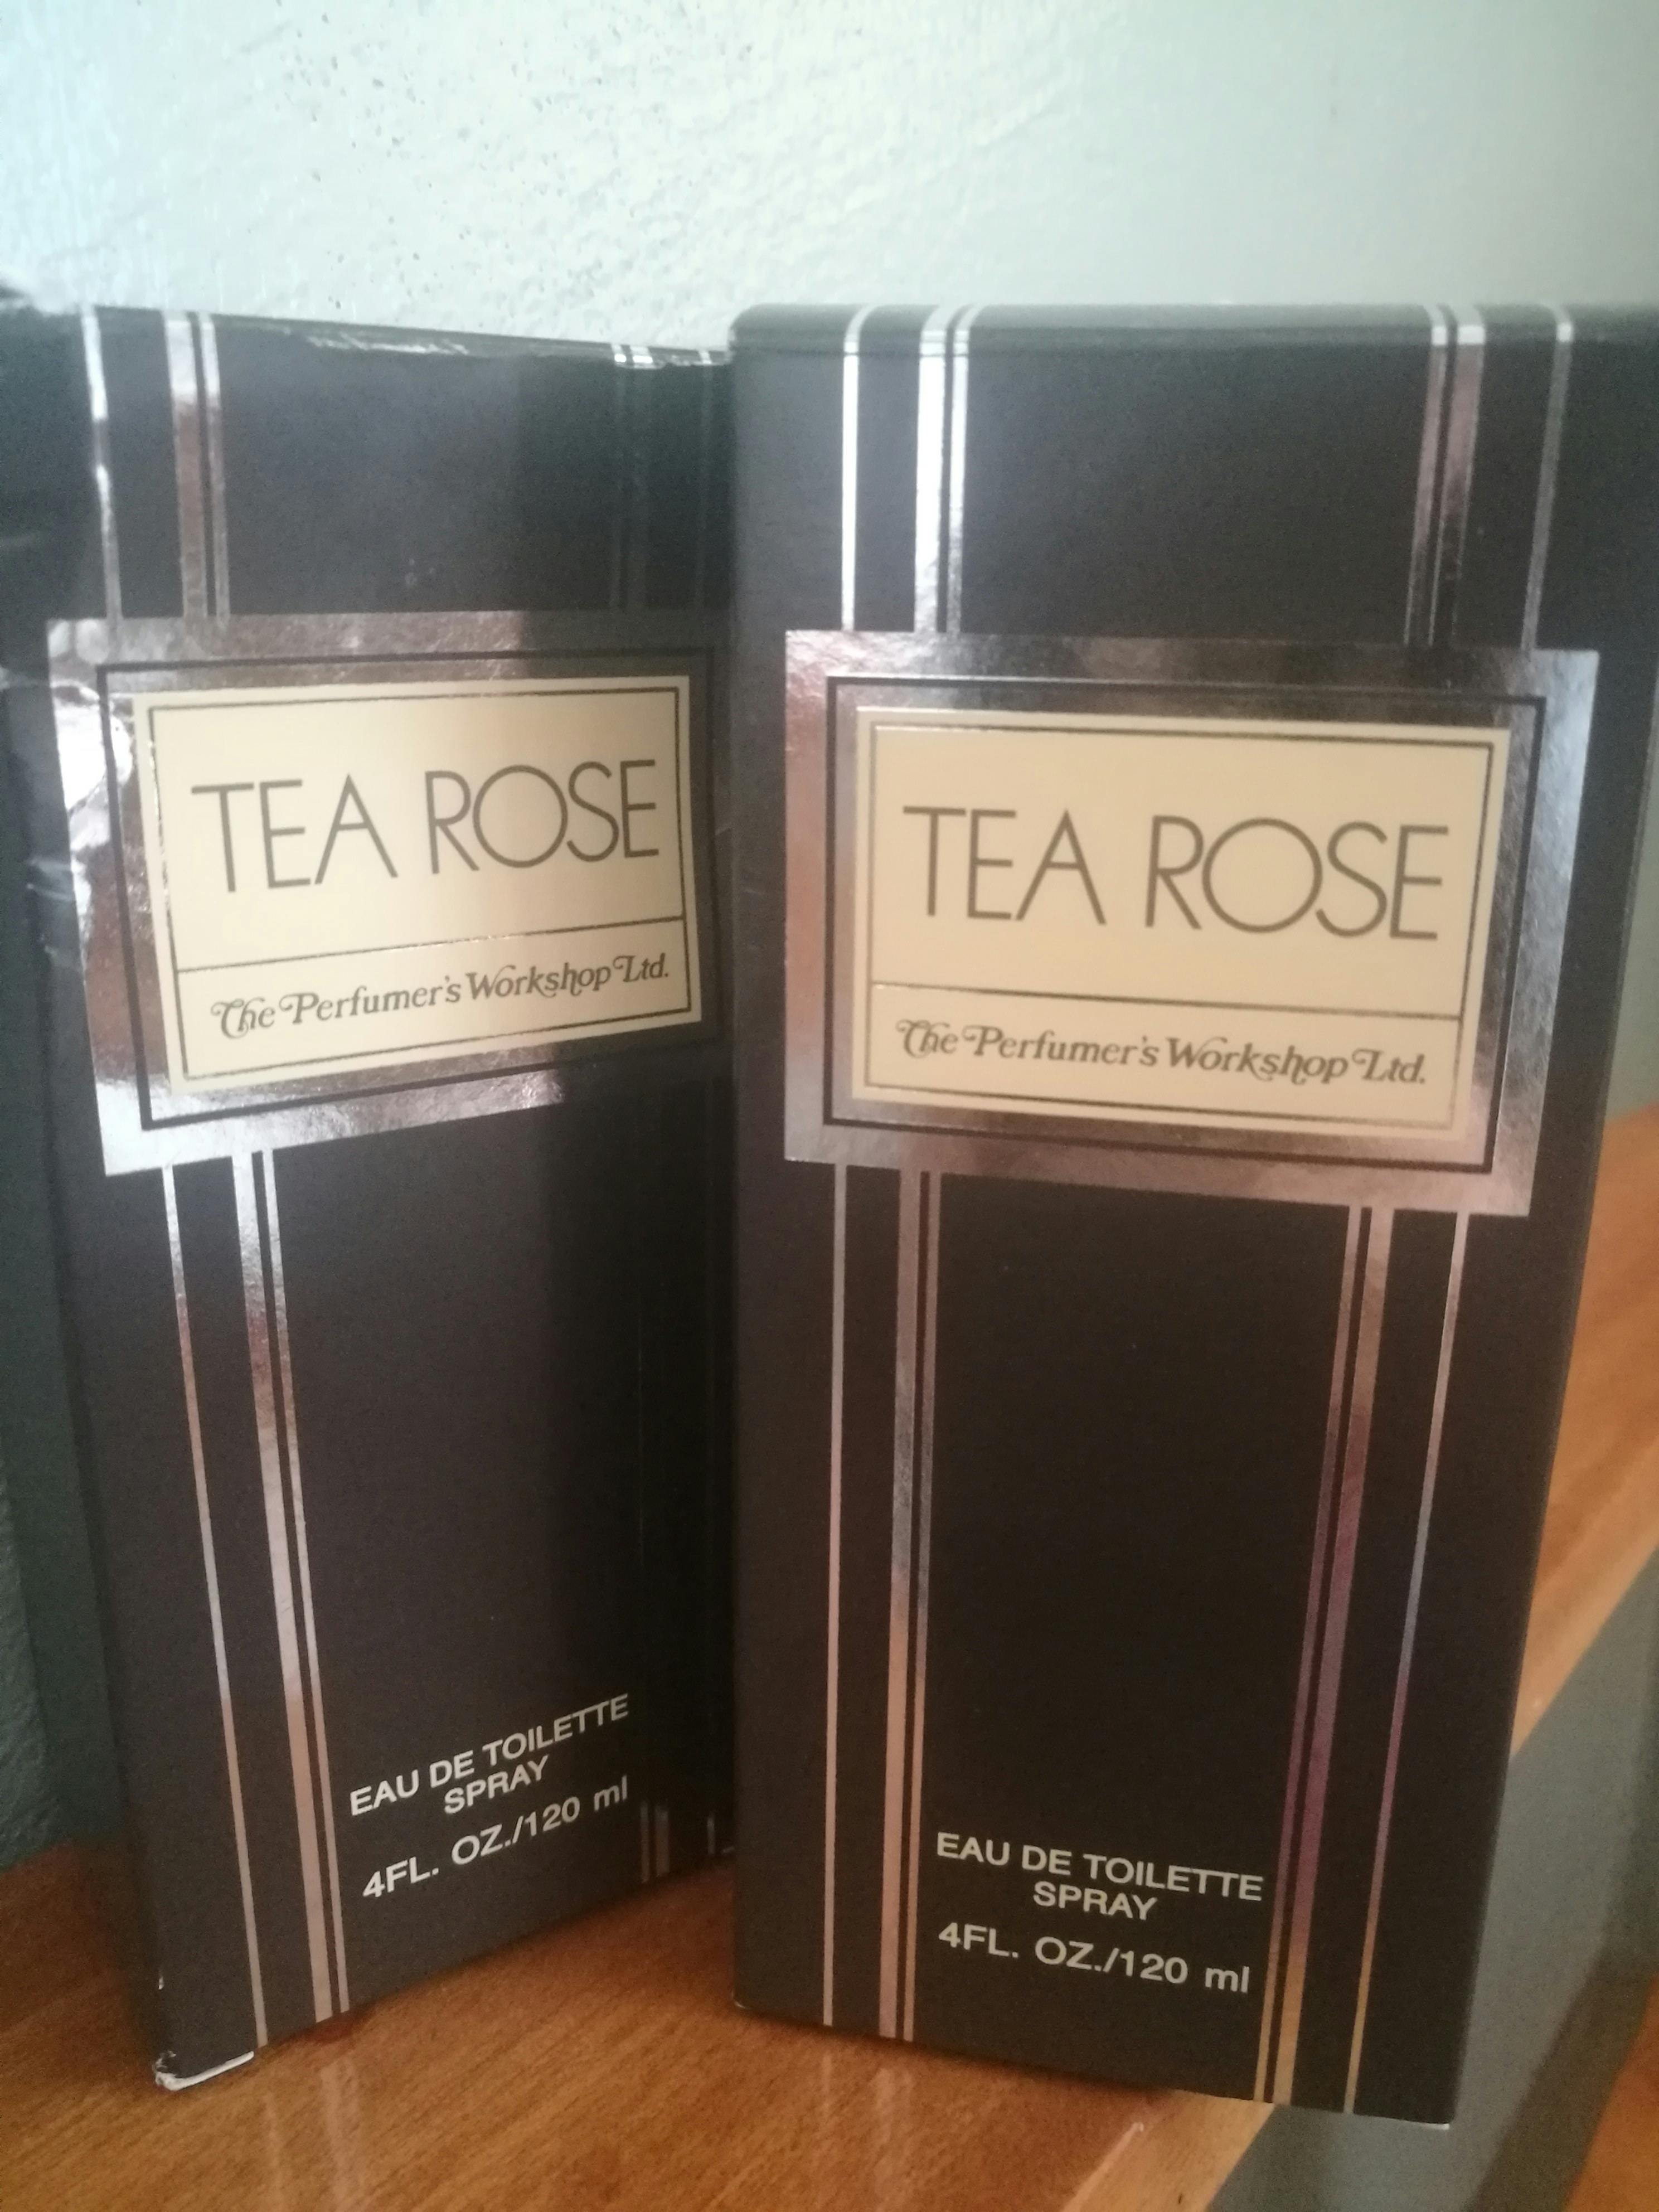 TEA ROSE
The Perfumer's Workshop Ltd.
EAU DE TOILETTE
SPRAY
4FL. OZ./120 ml
TEA ROSE
The Perfumer's Workshop Ltd.
EAU DE TOILETTE
SPRAY
4FL. OZ./120 ml